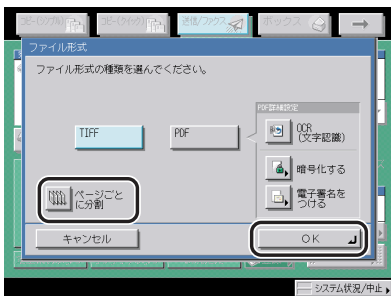 コピー(シンプル)
コピー(クイック)
送信/ファクス
ボックス
ファイル形式
ファイル形式の種類を選んでください。
PDF詳細設定
TIFF
PDF
OCR
(文字認識)
暗号化する
電子署名を
つける
ページごと
に分割
キャンセル
OK
システム状況/中止